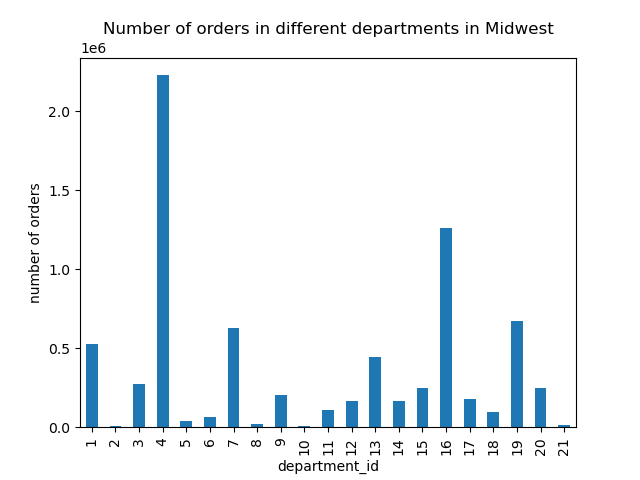 Number of orders in different departments in Midwest
1e6
2.0
1.5
1.0
0.5
0.0
number of orders
1 2 3 4 5 6 7 8 9 10 11 12 13 14 15 16 17 18 19 20 21
department_id